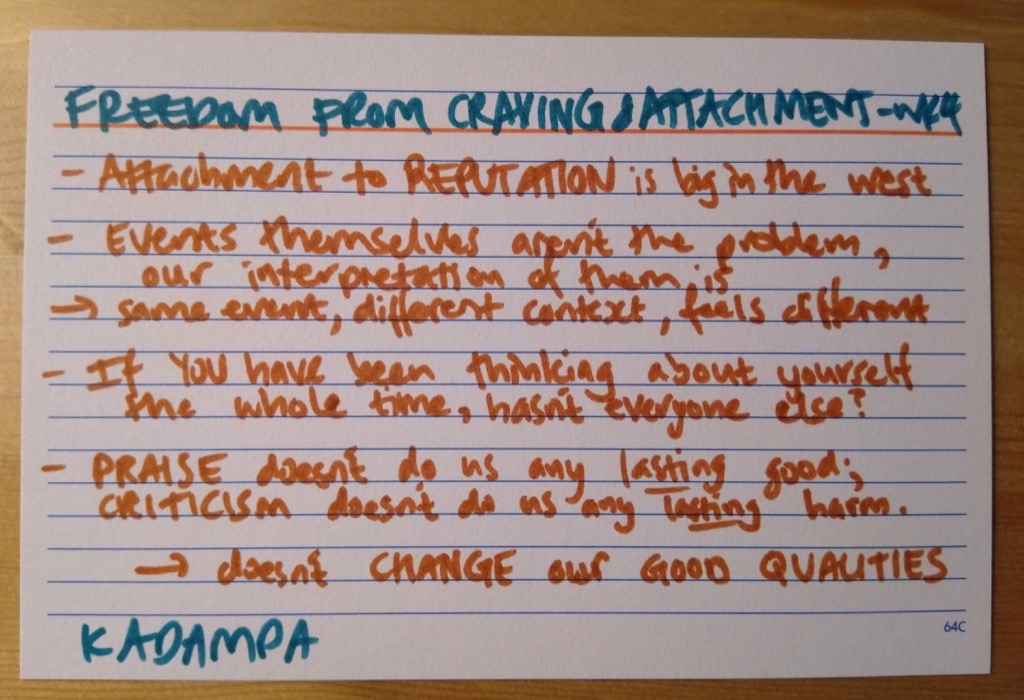 FREEDOM FROM CRAVING & ATTACHMENT - WK4
- Attachment to REPUTATION is big in the west
- Events themselves aren't the problem,
our interpretation of them is
→ same event, different context, feels different
- If YOU have been thinking about yourself
the whole time, hasn't everyone else?
- PRAISE doesn't do us any lasting good;
CRITICISM doesn't do us any lasting harm.
→ doesn't CHANGE our GOOD QUALITIES
64C
KADAMPA